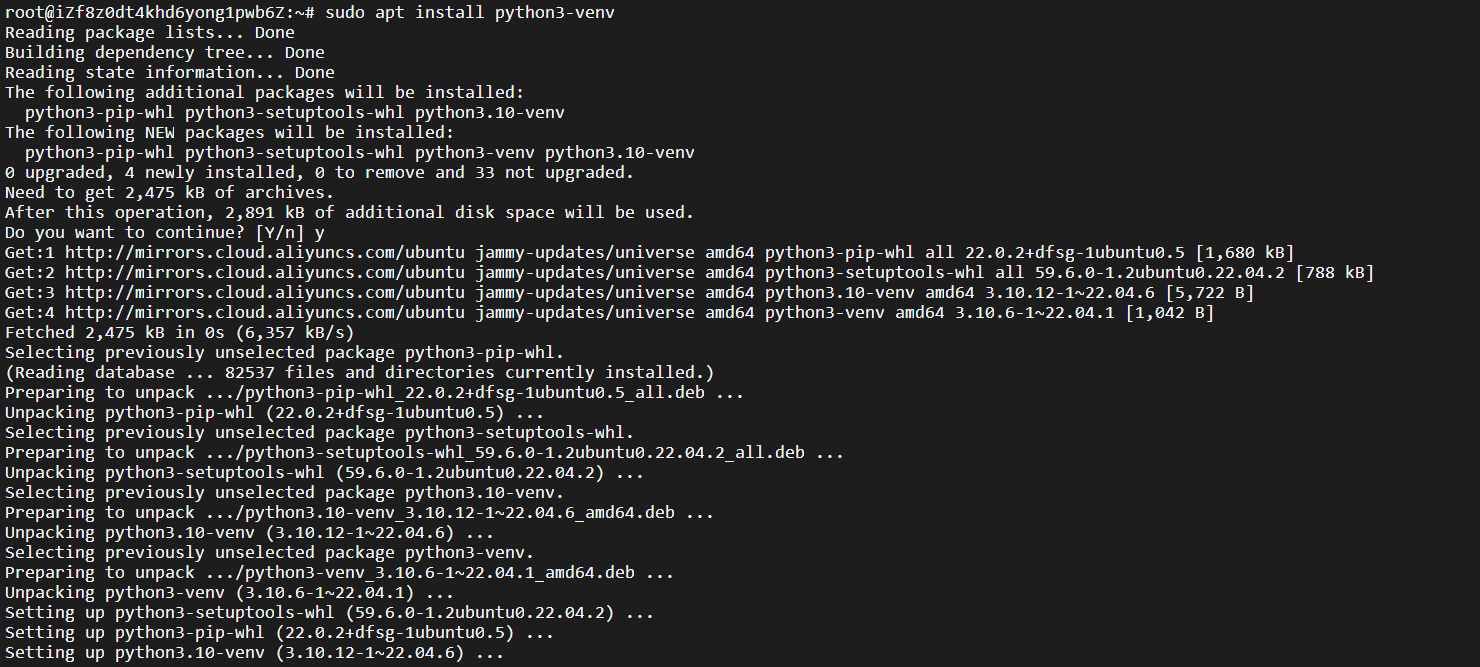 root@iZf8z0dt4khd6yong1pwb6Z:~# sudo apt install python3-venv
Reading package lists... Done
Building dependency tree... Done
Reading state information... Done
The following additional packages will be installed:
  python3-pip-whl python3-setuptools-whl python3.10-venv
The following NEW packages will be installed:
  python3-pip-whl python3-setuptools-whl python3-venv python3.10-venv
0 upgraded, 4 newly installed, 0 to remove and 33 not upgraded.
Need to get 2,475 kB of archives.
After this operation, 2,891 kB of additional disk space will be used.
Do you want to continue? [Y/n] y
Get:1 http://mirrors.cloud.aliyuncs.com/ubuntu jammy-updates/universe amd64 python3-pip-whl all 22.0.2+dfsg-1ubuntu0.5 [1,680 kB]
Get:2 http://mirrors.cloud.aliyuncs.com/ubuntu jammy-updates/universe amd64 python3-setuptools-whl all 59.6.0-1.2ubuntu0.22.04.2 [788 kB]
Get:3 http://mirrors.cloud.aliyuncs.com/ubuntu jammy-updates/universe amd64 python3.10-venv amd64 3.10.12-1~22.04.6 [5,722 B]
Get:4 http://mirrors.cloud.aliyuncs.com/ubuntu jammy-updates/universe amd64 python3-venv amd64 3.10.6-1~22.04.1 [1,042 B]
Fetched 2,475 kB in 0s (6,357 kB/s)
Selecting previously unselected package python3-pip-whl.
(Reading database ... 82537 files and directories currently installed.)
Preparing to unpack .../python3-pip-whl_22.0.2+dfsg-1ubuntu0.5_all.deb ...
Unpacking python3-pip-whl (22.0.2+dfsg-1ubuntu0.5) ...
Selecting previously unselected package python3-setuptools-whl.
Preparing to unpack .../python3-setuptools-whl_59.6.0-1.2ubuntu0.22.04.2_all.deb ...
Unpacking python3-setuptools-whl (59.6.0-1.2ubuntu0.22.04.2) ...
Selecting previously unselected package python3.10-venv.
Preparing to unpack .../python3.10-venv_3.10.12-1~22.04.6_amd64.deb ...
Unpacking python3.10-venv (3.10.12-1~22.04.6) ...
Selecting previously unselected package python3-venv.
Preparing to unpack .../python3-venv_3.10.6-1~22.04.1_amd64.deb ...
Unpacking python3-venv (3.10.6-1~22.04.1) ...
Setting up python3-setuptools-whl (59.6.0-1.2ubuntu0.22.04.2) ...
Setting up python3-pip-whl (22.0.2+dfsg-1ubuntu0.5) ...
Setting up python3.10-venv (3.10.12-1~22.04.6) ...